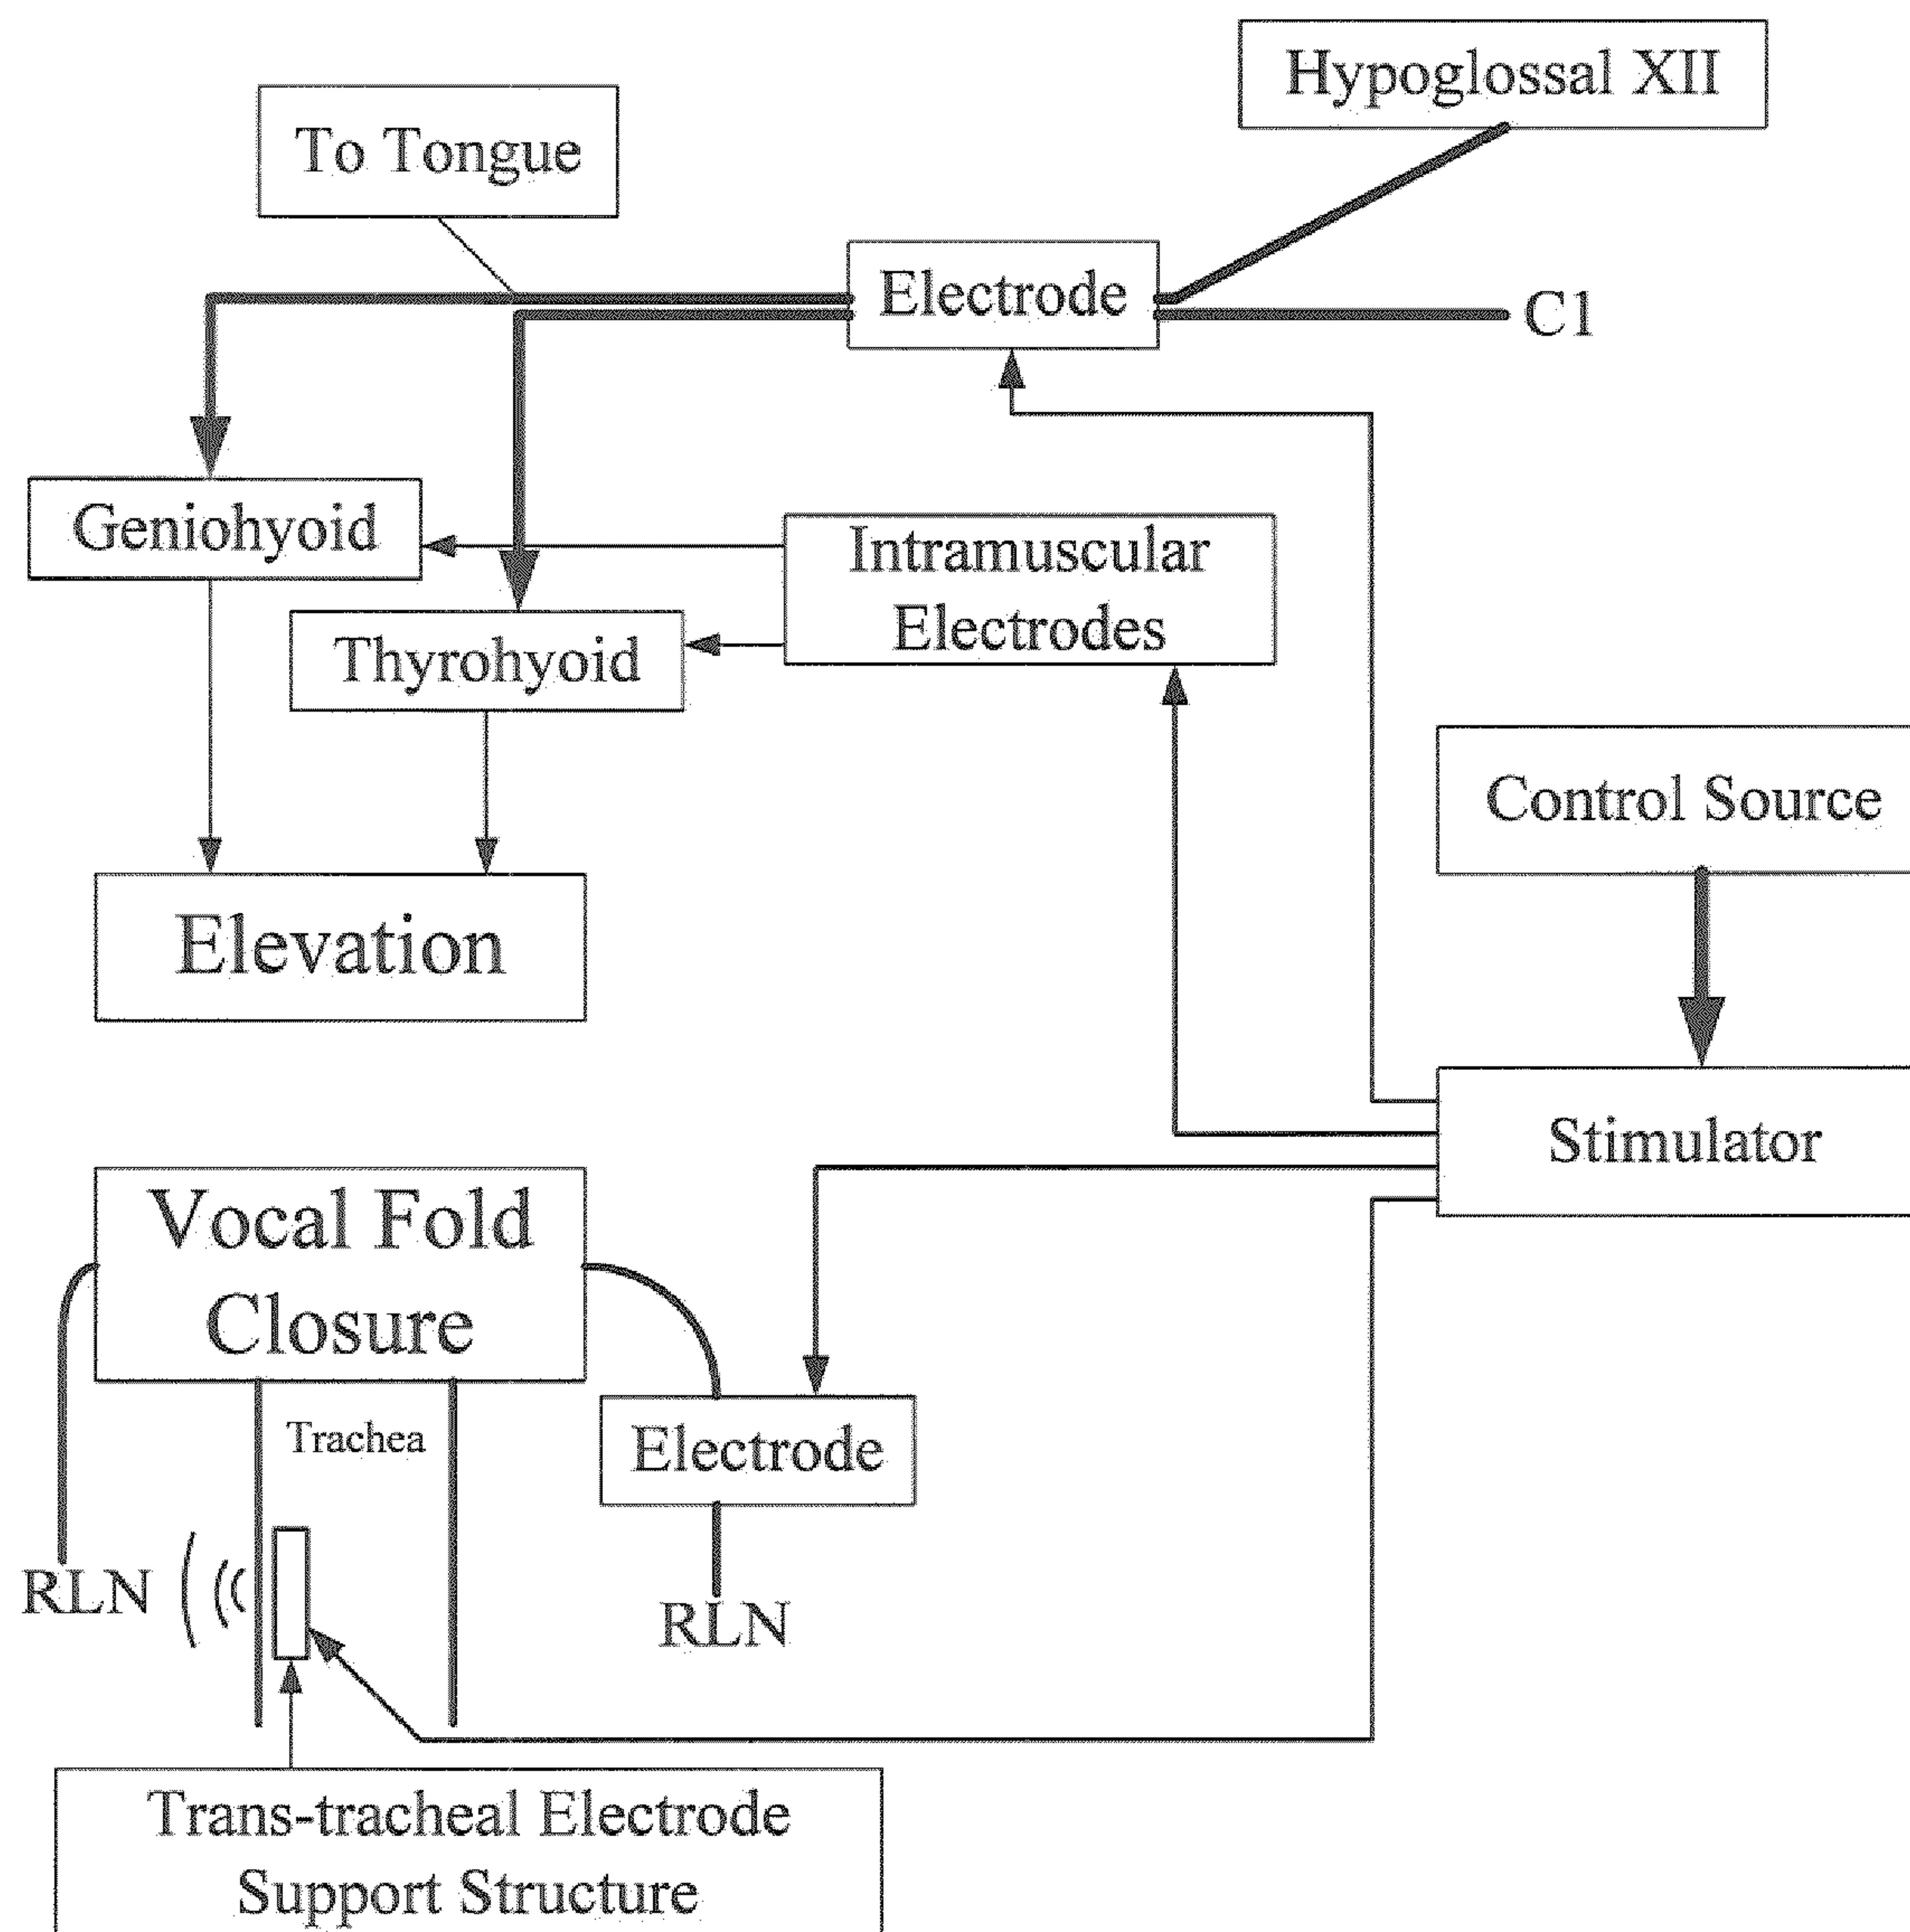 Hypoglossal XII
To Tongue
Electrode
C1
Geniohyoid
Intramuscular
Electrodes
Thyrohyoid
Control Source
Elevation
Stimulator
Vocal Fold
Closure
Trachea
Electrode
RLN
RLN
Trans-tracheal Electrode
Support Structure